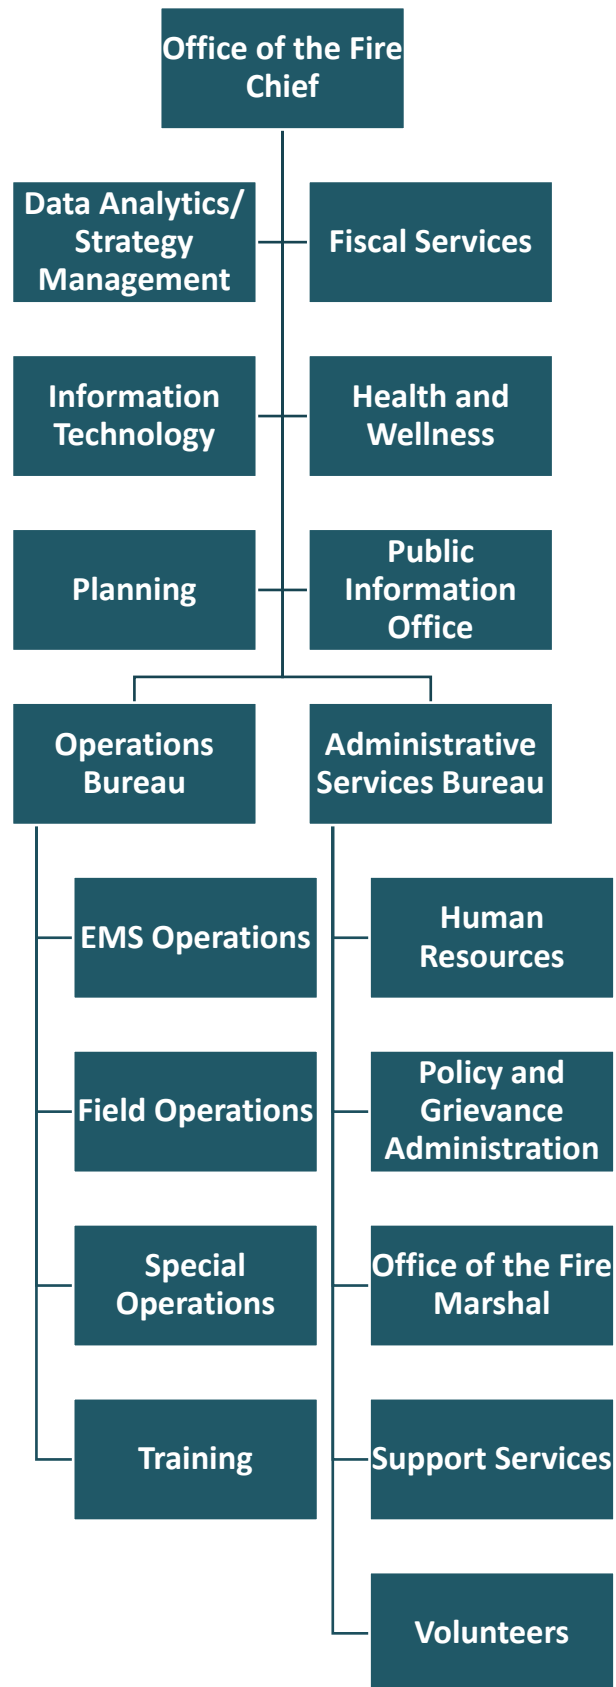 Office of the Fire
Chief
Data Analytics/
Strategy
Management
Fiscal Services
Information
Technology
Health and
Wellness
Planning
Public
Information
Office
Operations
Bureau
Administrative
Services Bureau
EMS Operations
Human
Resources
Field Operations
Policy and
Grievance
Administration
Special
Operations
Office of the Fire
Marshal
Training
Support Services
Volunteers